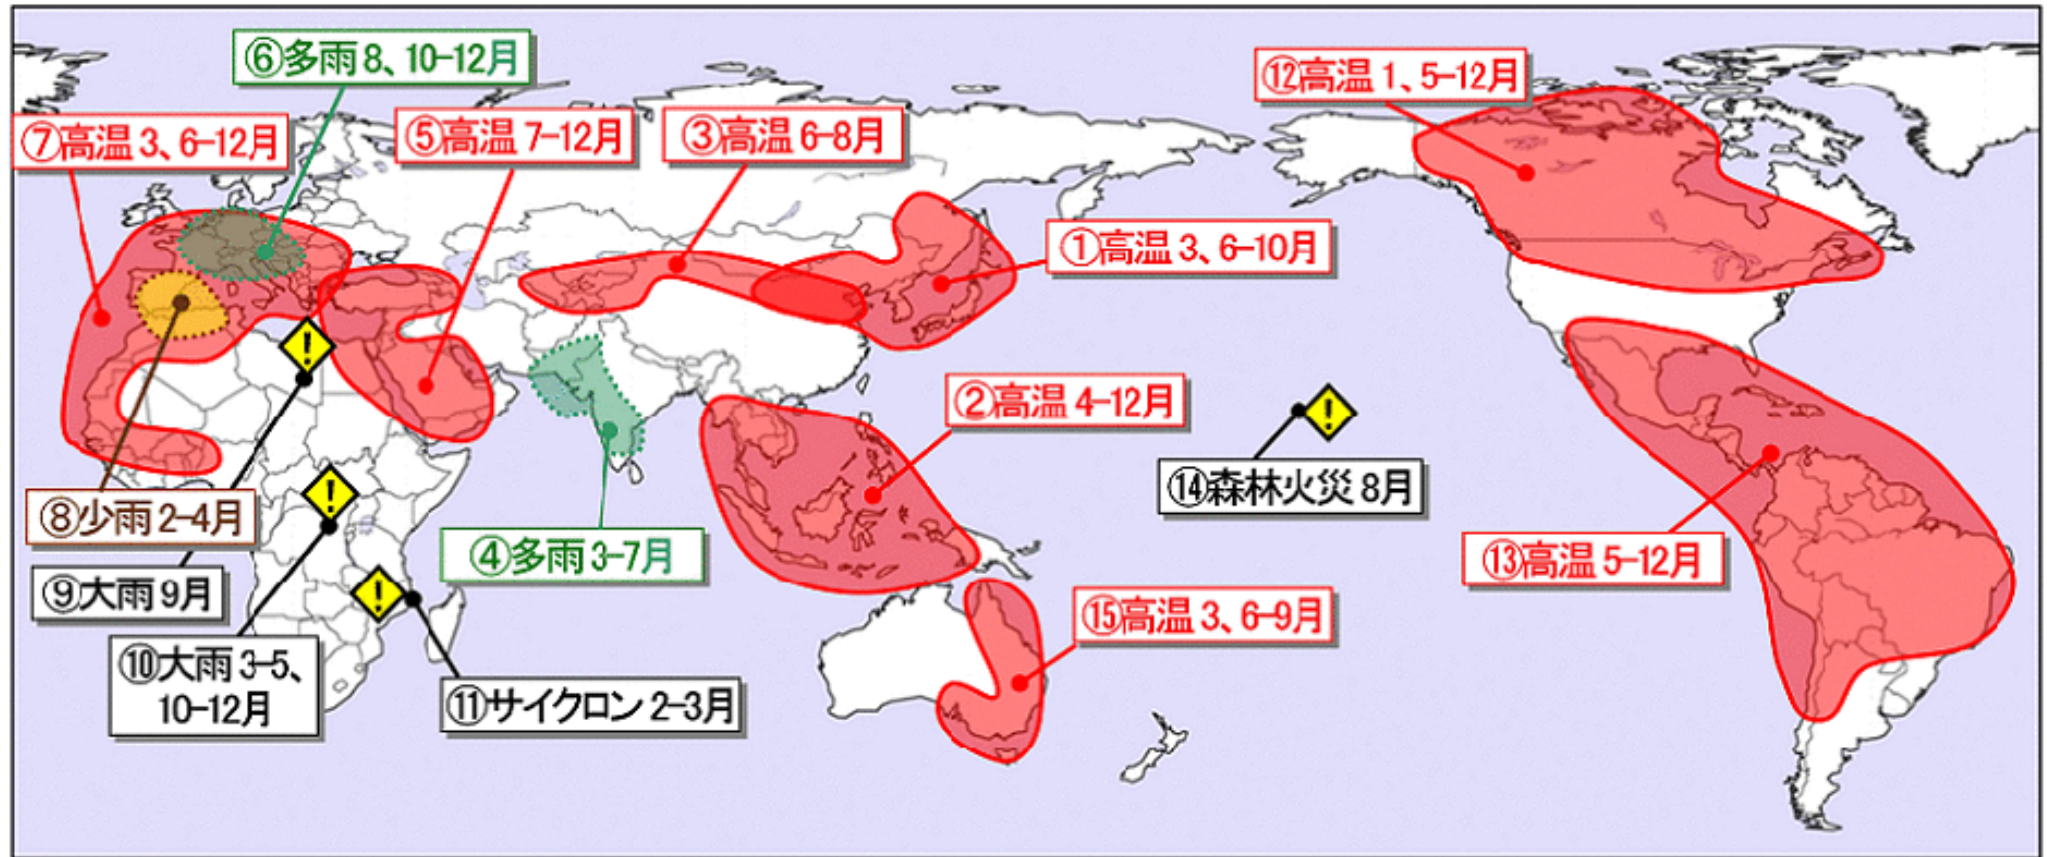 ⑥多雨 8、10-12月
⑫高温 1、5-12月
⑦高温 3、6-12月
⑤高温 7-12月
③高温 6-8月
①高温 3、6-10月
②高温 4-12月
⑭森林火災 8月
⑧少雨 2-4月
④多雨 3-7月
⑬高温 5-12月
⑨大雨 9月
⑮高温 3、6-9月
⑩大雨 3-5、
10-12月
⑪サイクロン 2-3月